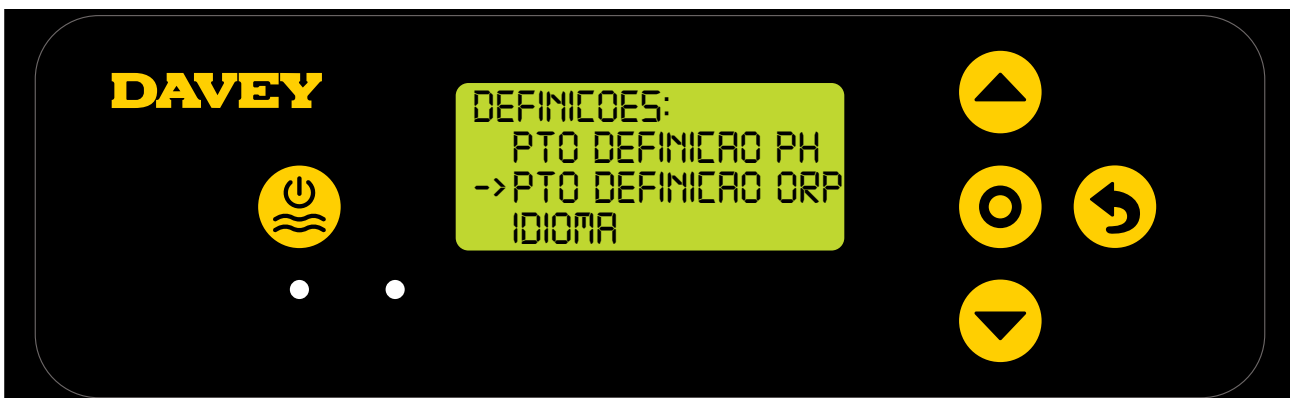 DAVEY
DEFINICOES:
PTO DEFINICAO PH
->PTO DEFINICAO ORP
IDIOMA